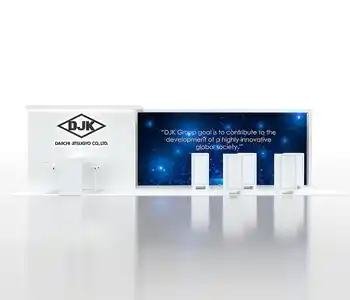 DJK
DAIICHI JITSUGYO CO.,LTD.
"DJK Group goal is to contribute to the
development of a highly innovative
global society."